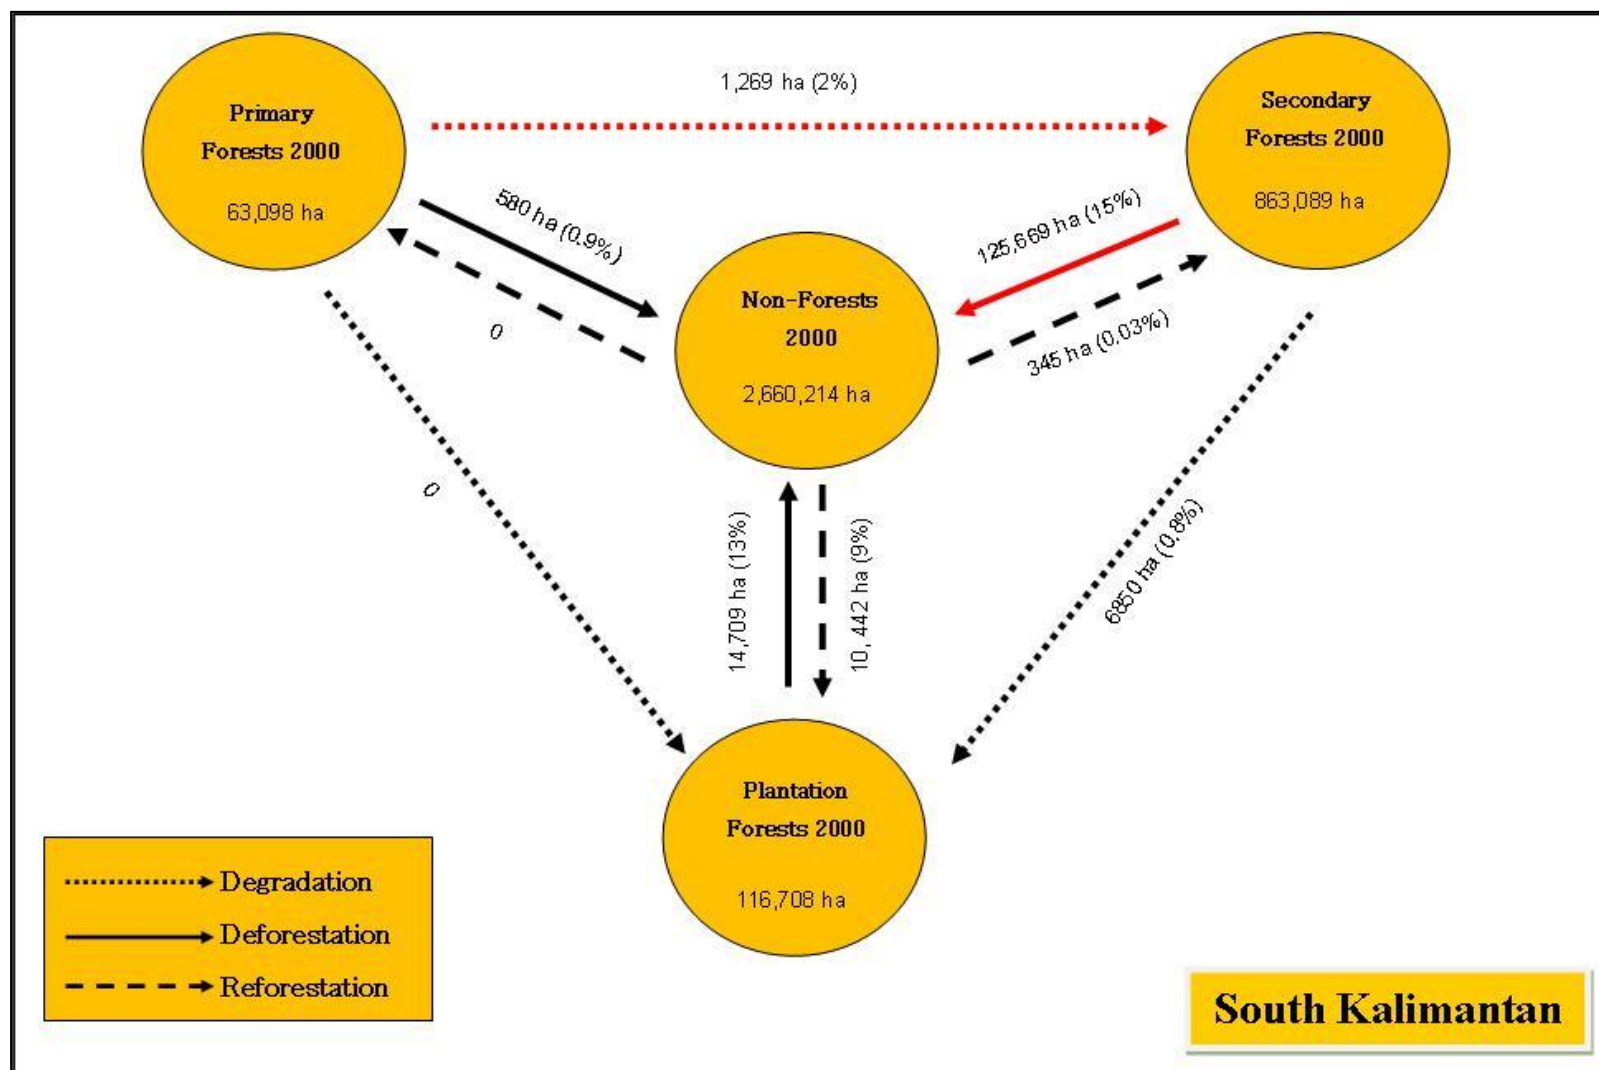 1,269 ha (2%)
Primary
Forests 2000
63,098 ha
Secondary
Forests 2000
863,089 ha
580 ha (0.9%)
0
125,669 ha (15%)
345 ha (0.03%)
Non-Forests
2000
2,660,214 ha
0
6850 ha (0.8%)
14,709 ha (13%)
10, 442 ha (9%)
Plantation
Forests 2000
116,708 ha
Degradation
Deforestation
Reforestation
South Kalimantan